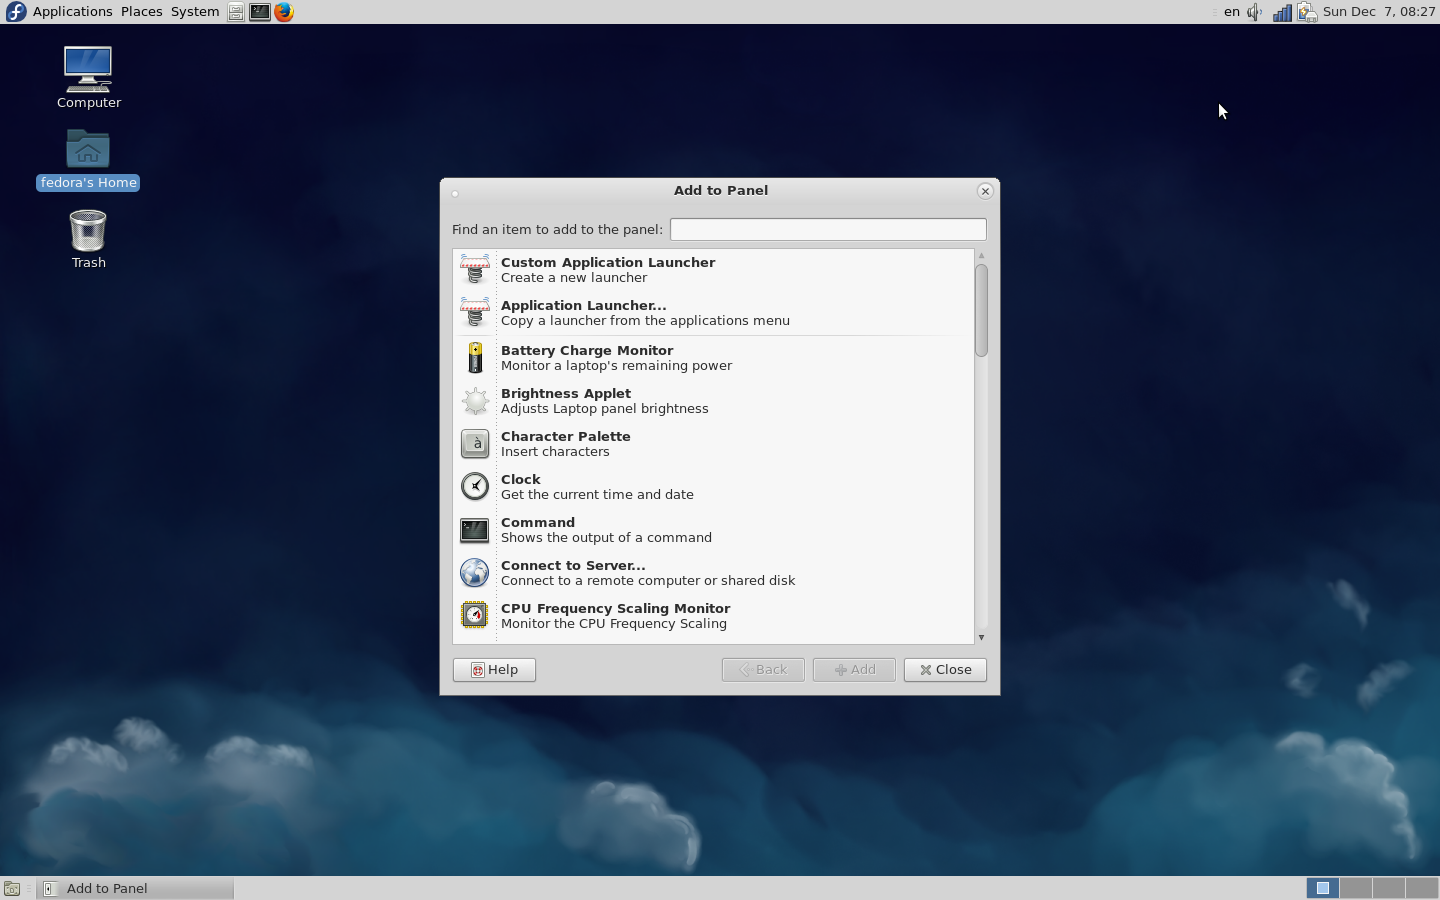 Applications Places System
en Sun Dec 7, 08:27
Computer
fedora's Home
Trash
Add to Panel
Find an item to add to the panel:
Custom Application Launcher
Create a new launcher
Application Launcher...
Copy a launcher from the applications menu
Battery Charge Monitor
Monitor a laptop's remaining power
Brightness Applet
Adjusts Laptop panel brightness
à
Character Palette
Insert characters
Clock
Get the current time and date
Command
Shows the output of a command
Connect to Server...
Connect to a remote computer or shared disk
CPU Frequency Scaling Monitor
Monitor the CPU Frequency Scaling
Help Back Add Close
Add to Panel